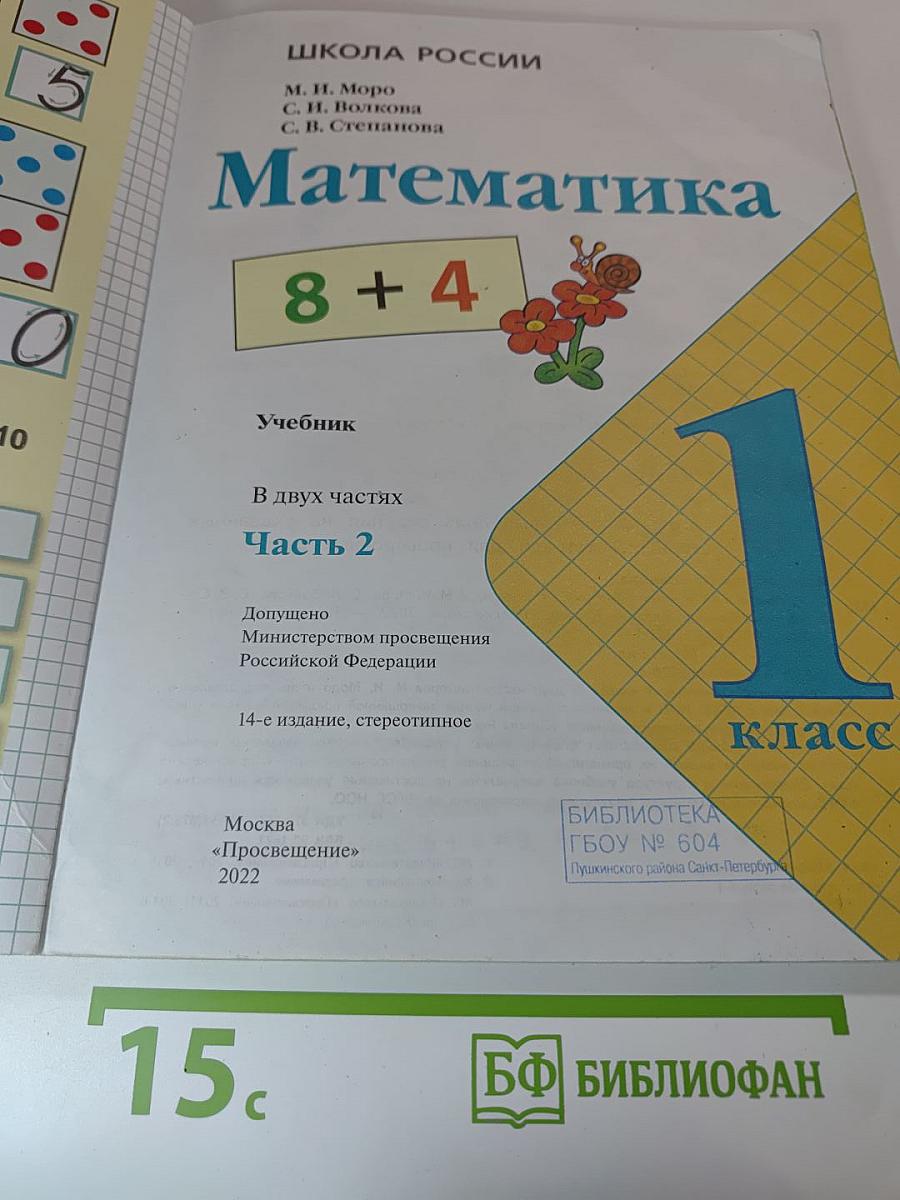 5
0
10
ШКОЛА РОССИИ
М. И. Моро
С. И. Волкова
С. В. Степанова
Математика
8 + 4
Учебник
В двух частях
Часть 2
1
класс
Допущено
Министерством просвещения
Российской Федерации
14-е издание, стереотипное
Москва
«Просвещение»
2022
БИБЛИОТЕКА
ГБОУ № 604
Пушкинского района Санкт-Петербурга
15 с
БФ БИБЛИОФАН